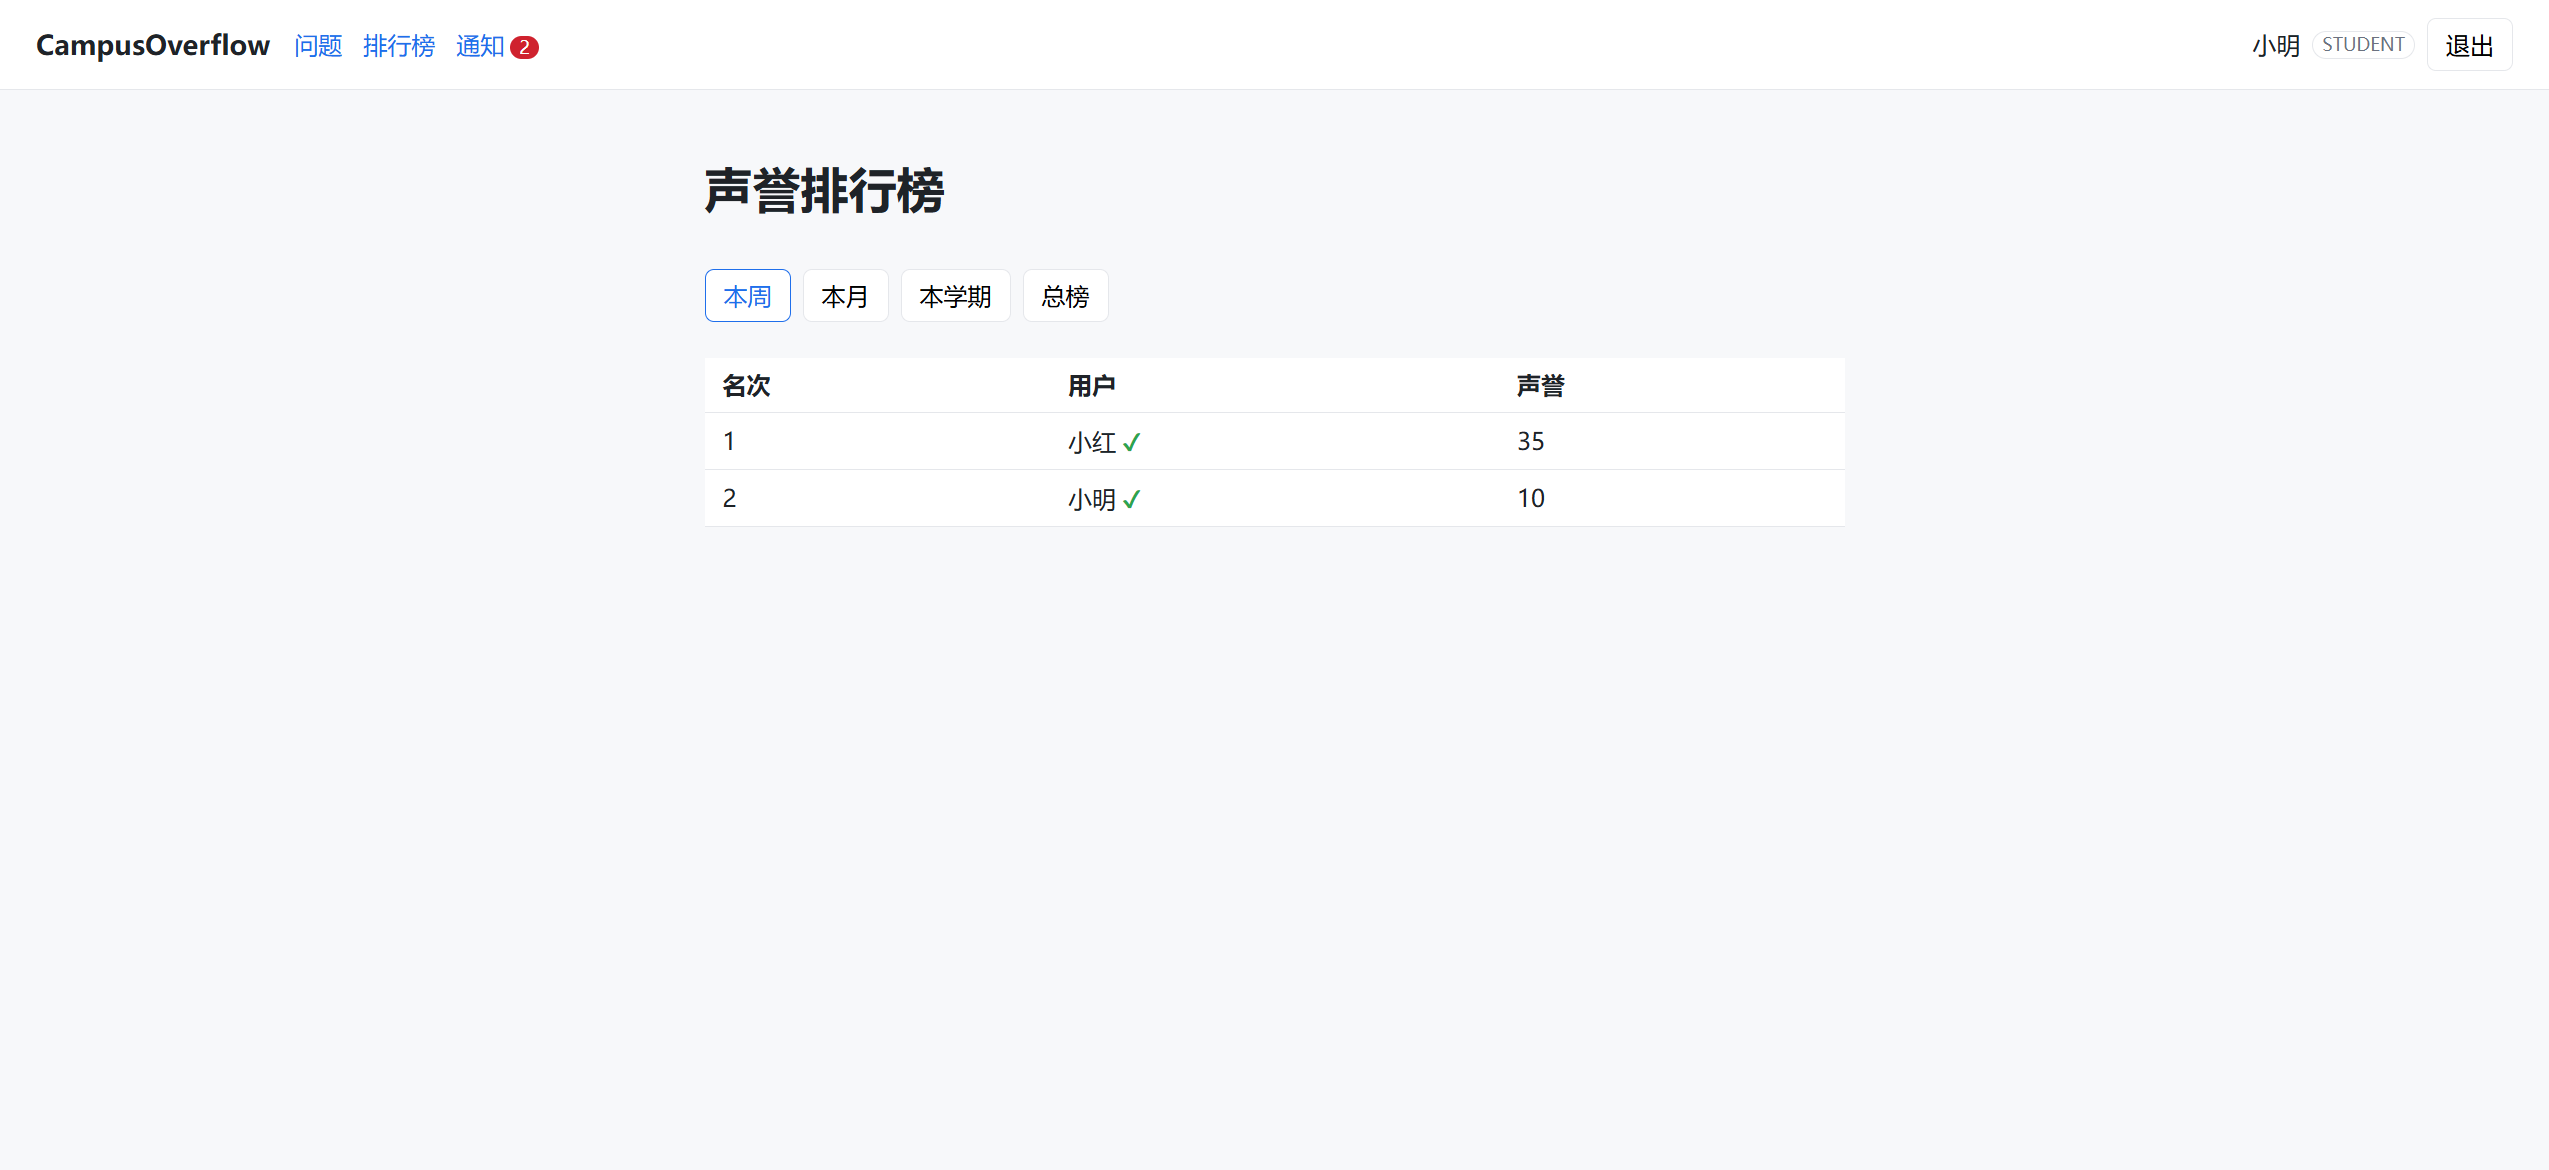 CampusOverflow 问题 排行榜 通知 2 小明 STUDENT 退出
声誉排行榜
本周 本月 本学期 总榜
名次 用户 声誉
1 小红 ✓ 35
2 小明 ✓ 10